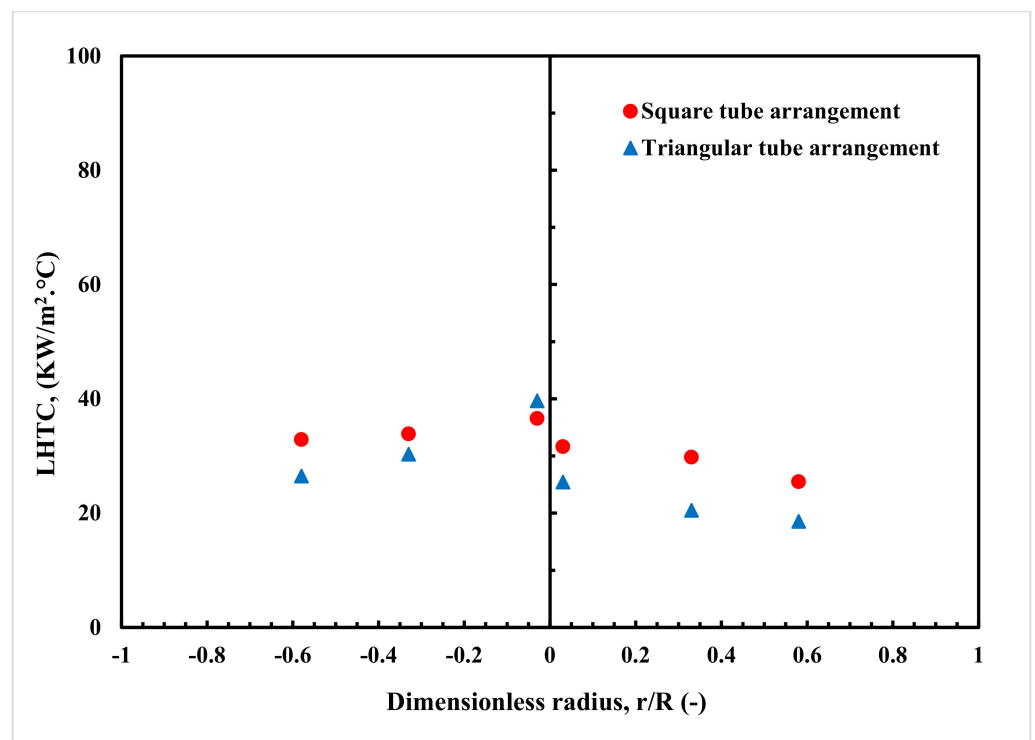 100
80
60
40
20
0
LHTC, (KW/m².°C)
Square tube arrangement
Triangular tube arrangement
-1 -0.8 -0.6 -0.4 -0.2 0 0.2 0.4 0.6 0.8 1
Dimensionless radius, r/R (-)